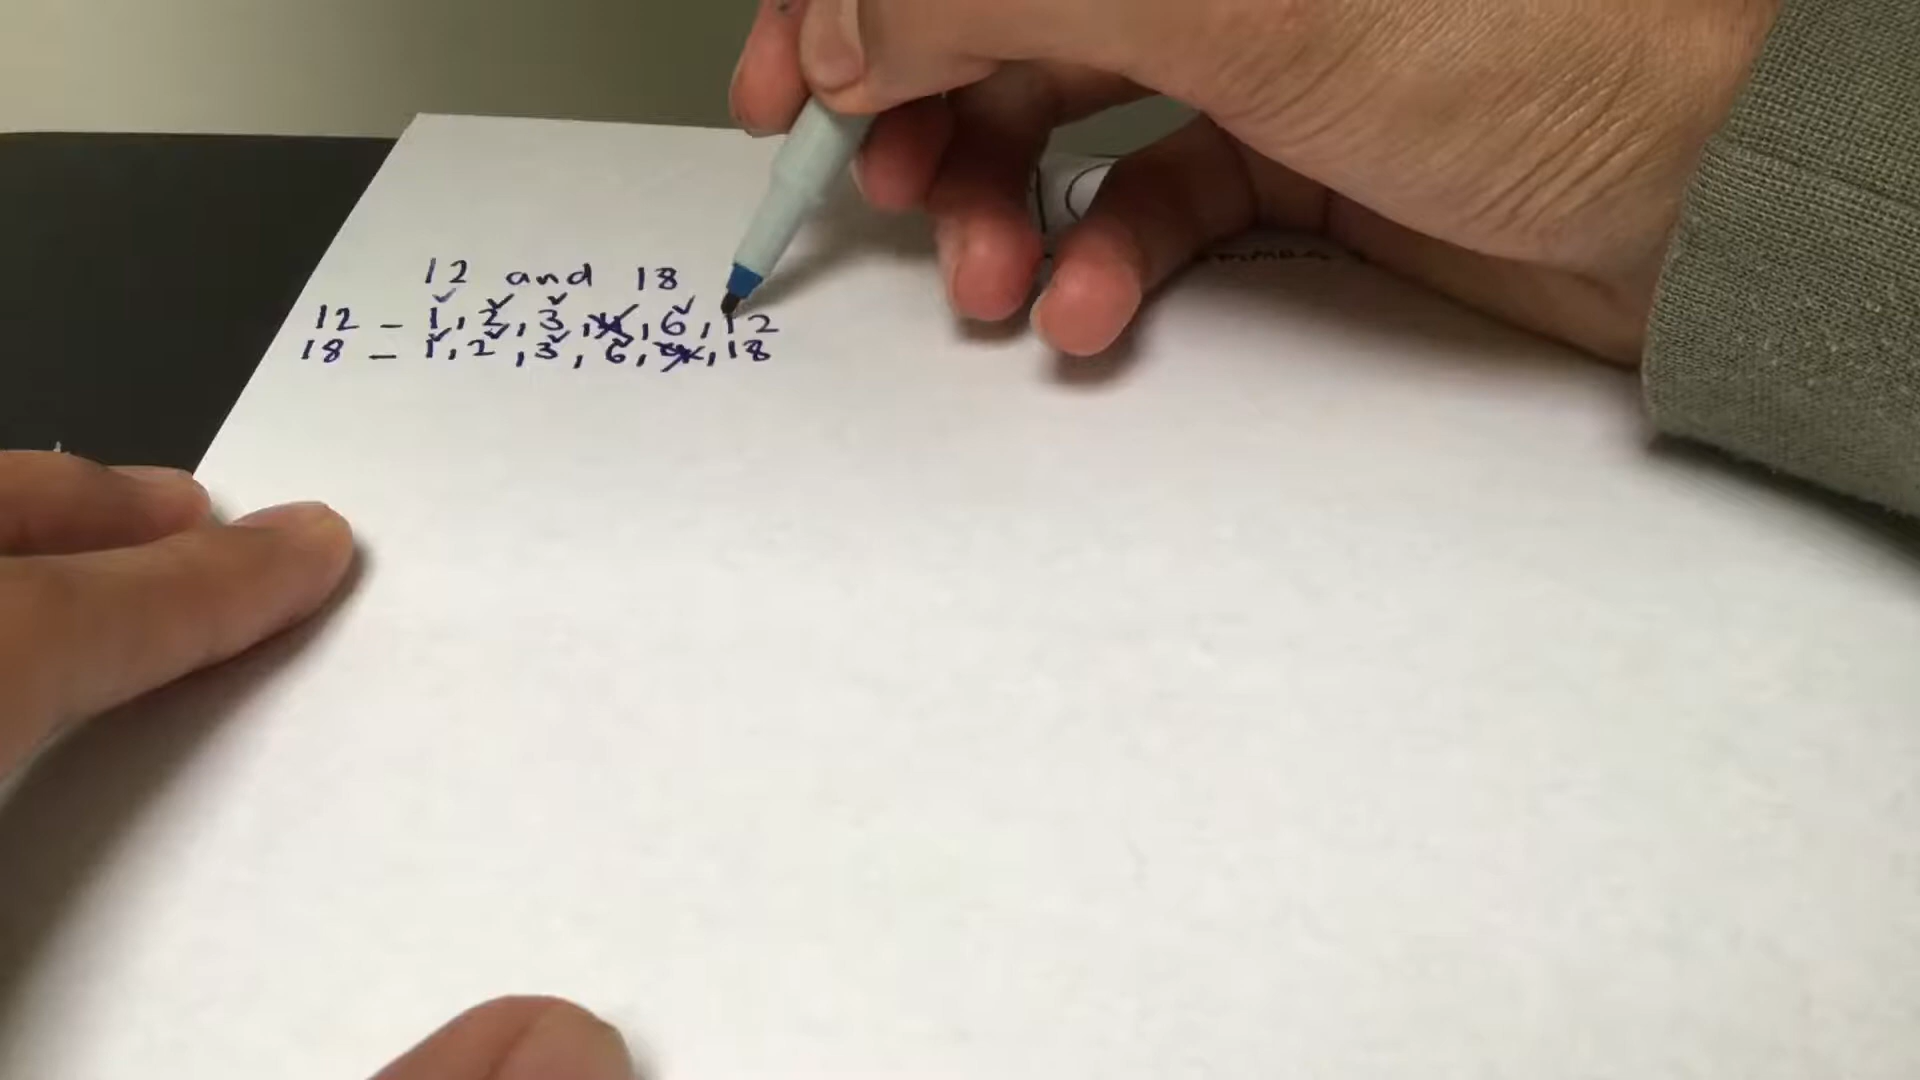 12 and 18
12 - 1, 2, 3, 4, 6, 12
18 - 1, 2, 3, 6, 9, 18